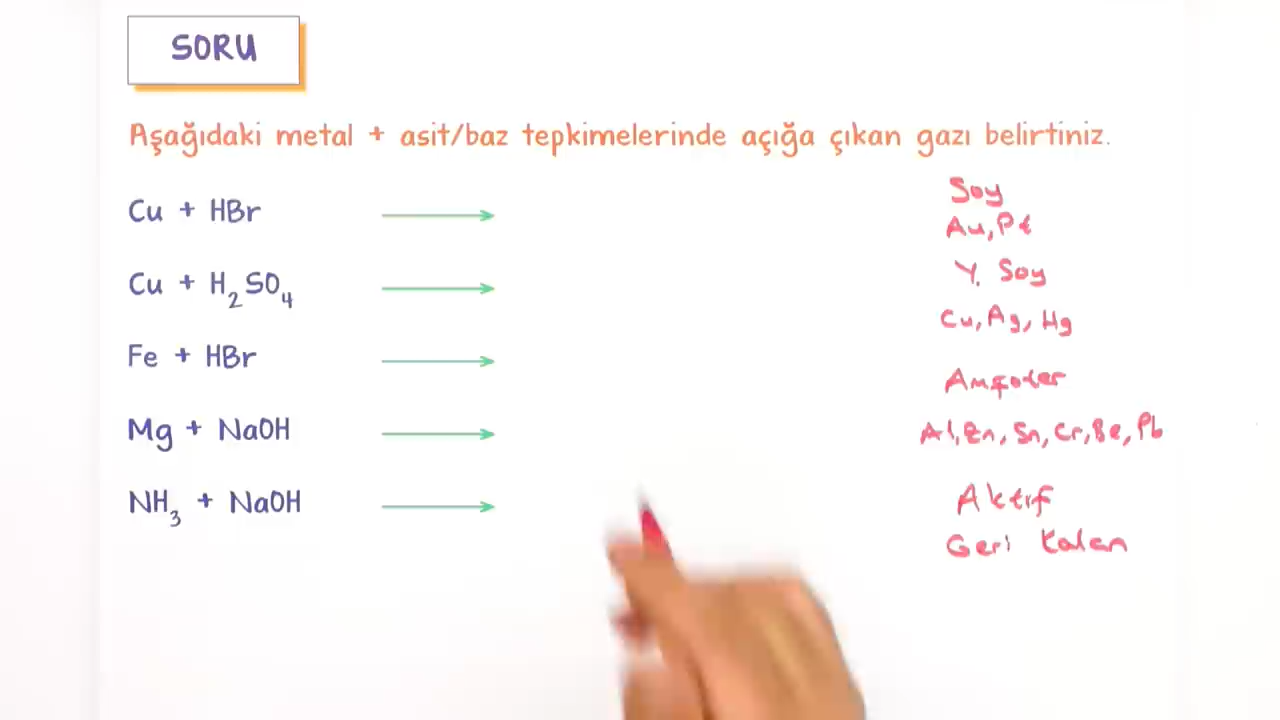 SORU
Aşağıdaki metal + asit/baz tepkimelerinde açığa çıkan gazı belirtiniz.
Cu + HBr
Cu + H₂SO₄
Fe + HBr
Mg + NaOH
NH₃ + NaOH
Soy
Au, Pt
Y. Soy
Cu, Ag, Hg
Amfoter
Al, Zn, Sn, Cr, Be, Pb
Aktif
Geri kalan